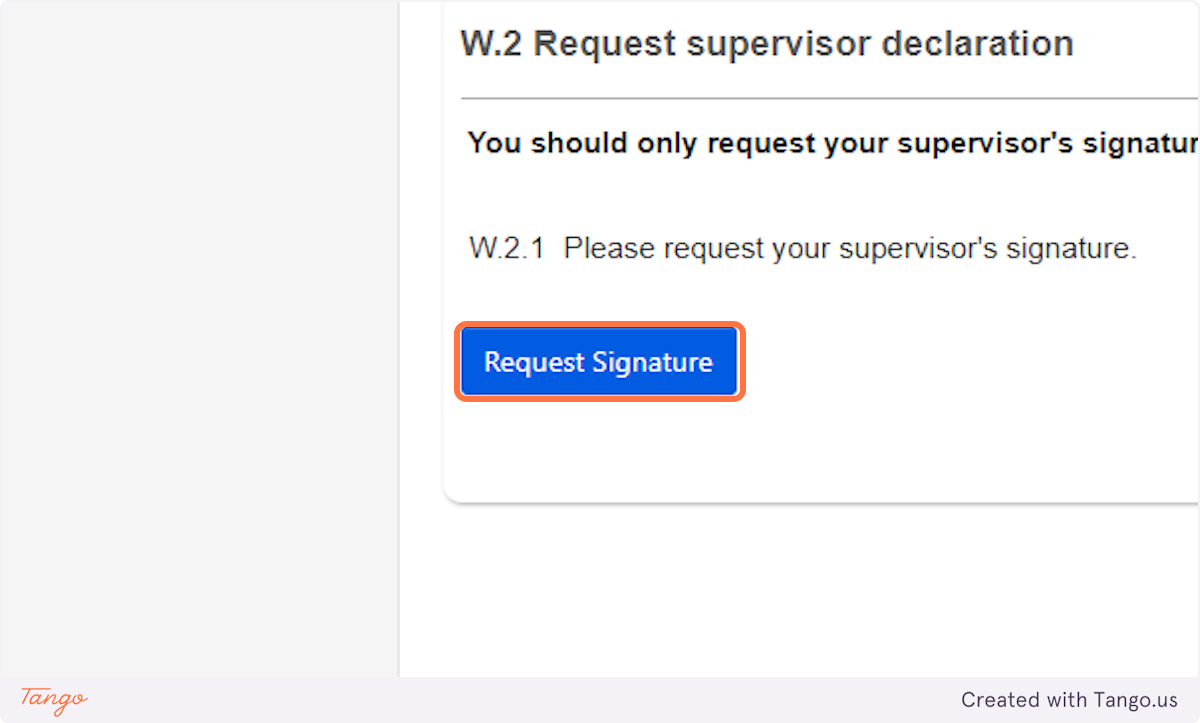 W.2 Request supervisor declaration
You should only request your supervisor's signatur
W.2.1 Please request your supervisor's signature.
Request Signature
Tango
Created with Tango.us